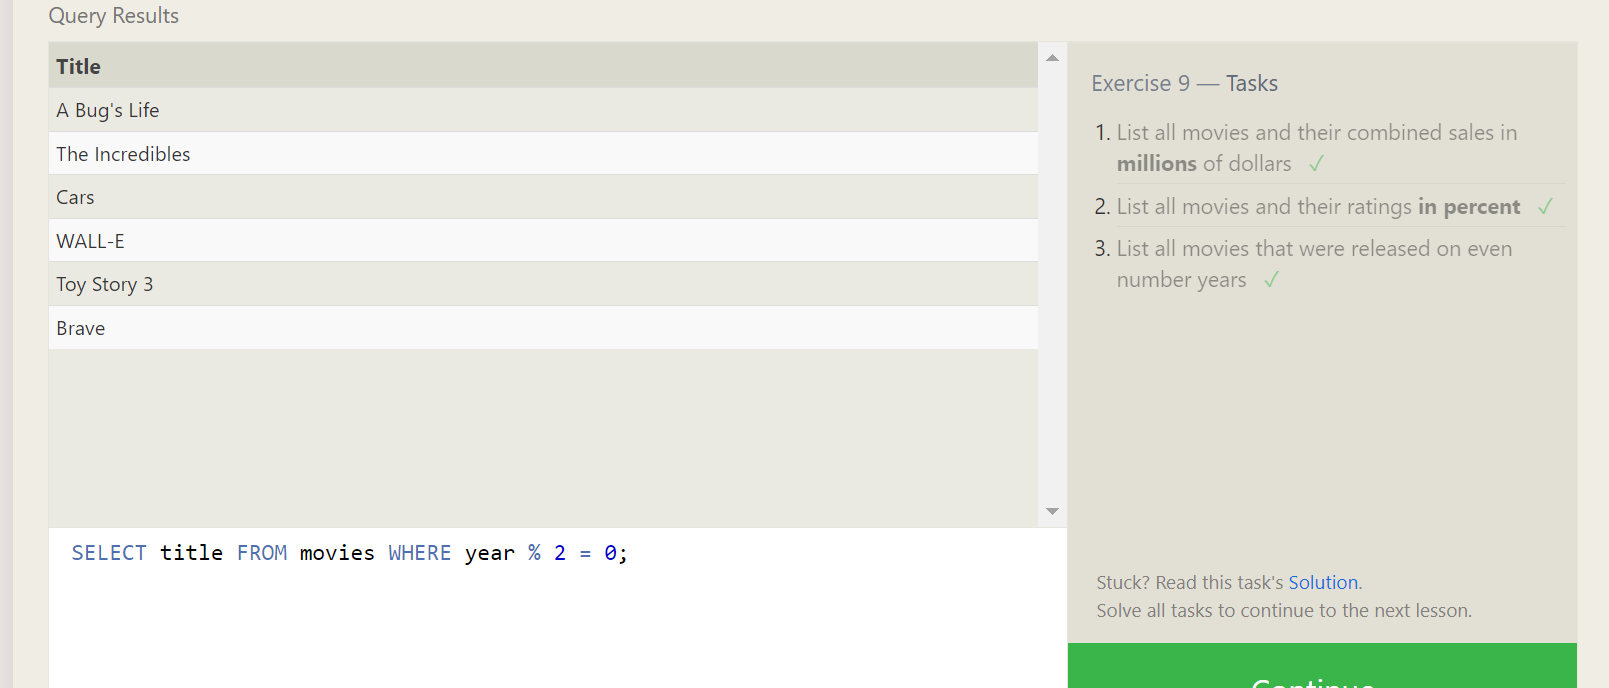 Query Results
Title
A Bug's Life
The Incredibles
Cars
WALL-E
Toy Story 3
Brave
SELECT title FROM movies WHERE year % 2 = 0;
Exercise 9 — Tasks
1. List all movies and their combined sales in
millions of dollars ✓
2. List all movies and their ratings in percent ✓
3. List all movies that were released on even
number years ✓
Stuck? Read this task's Solution.
Solve all tasks to continue to the next lesson.
Continue